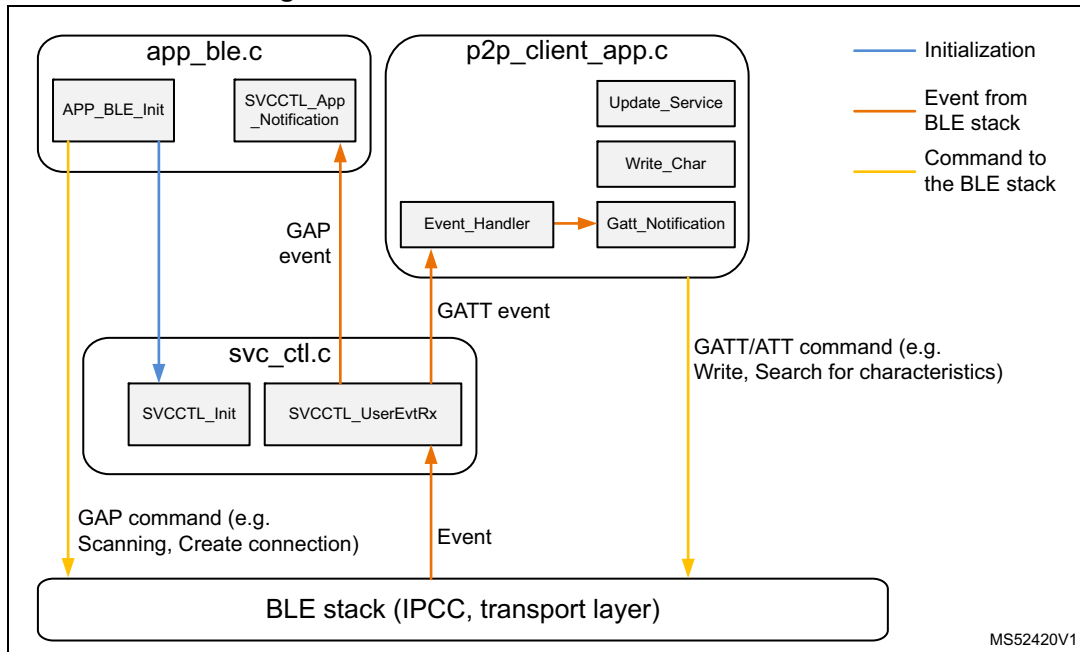 app_ble.c
APP_BLE_Init
SVCCTL_App
_Notification
p2p_client_app.c
Update_Service
Write_Char
Event_Handler
Gatt_Notification
Initialization
Event from
BLE stack
Command to
the BLE stack
GAP
event
GATT event
svc_ctl.c
SVCCTL_Init
SVCCTL_UserEvtRx
GATT/ATT command (e.g.
Write, Search for characteristics)
GAP command (e.g.
Scanning, Create connection)
Event
BLE stack (IPCC, transport layer)
MS52420V1